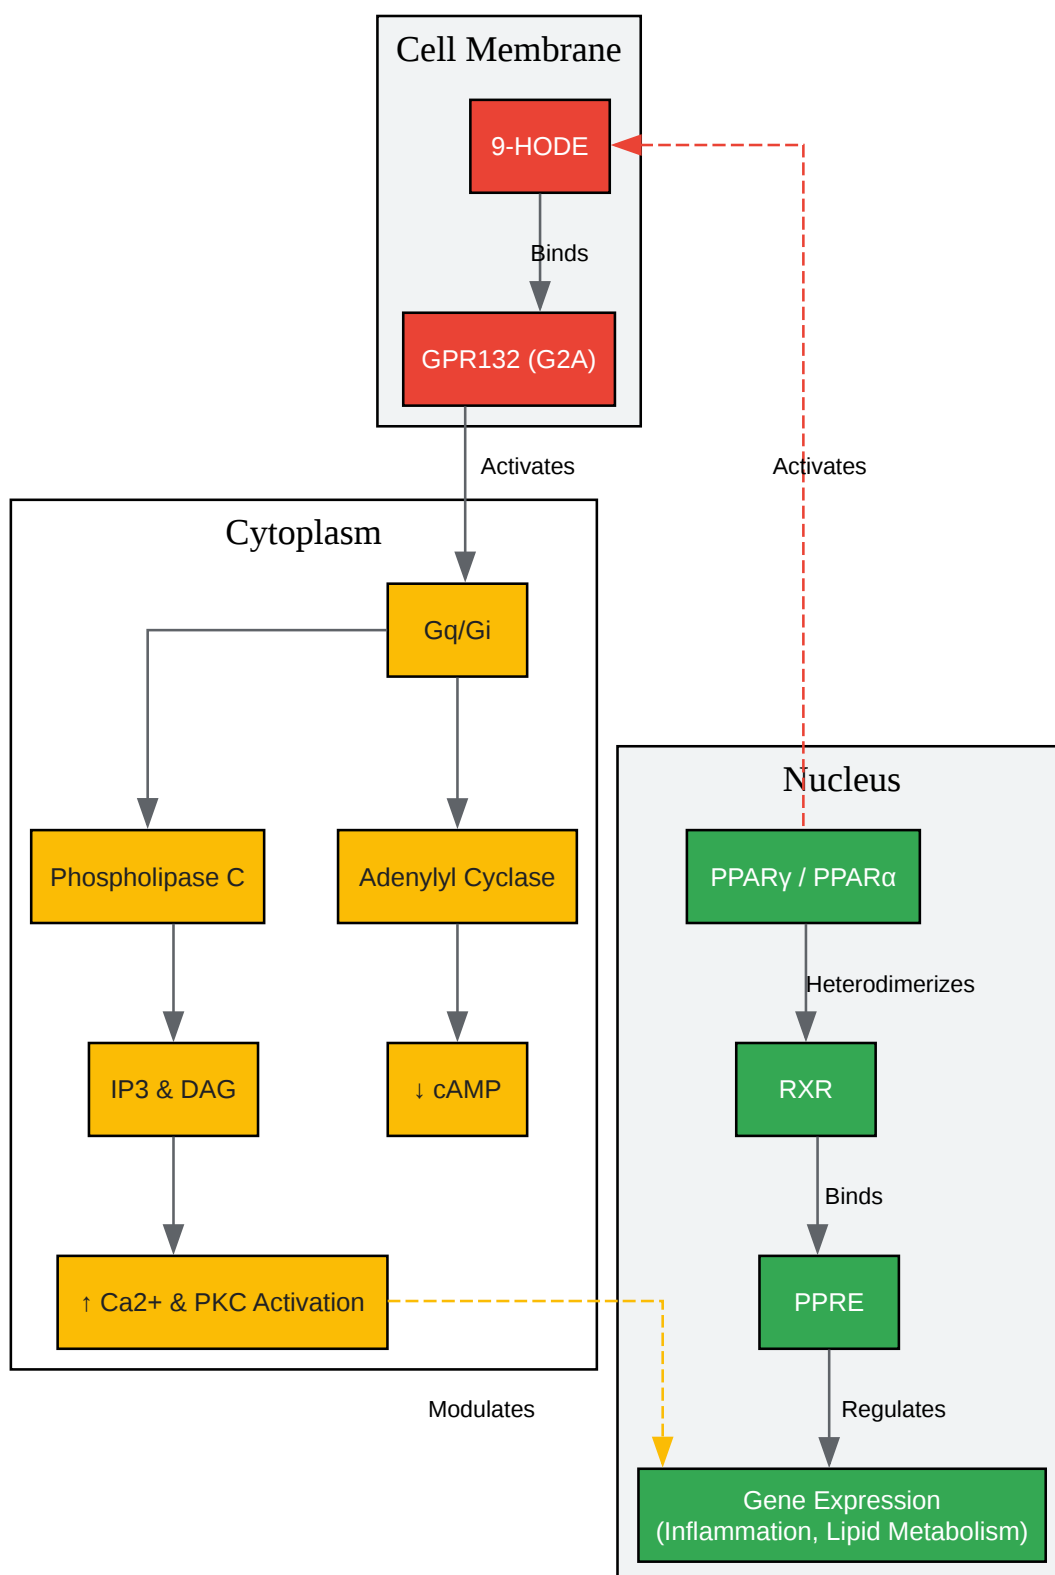 Cell Membrane
9-HODE
Binds
GPR132 (G2A)
Activates
Activates
Cytoplasm
Gq/Gi
Nucleus
Phospholipase C
Adenylyl Cyclase
PPARγ / PPARα
Heterodimerizes
IP3 & DAG
↓ cAMP
RXR
Binds
↑ Ca2+ & PKC Activation
PPRE
Modulates
Regulates
Gene Expression
(Inflammation, Lipid Metabolism)